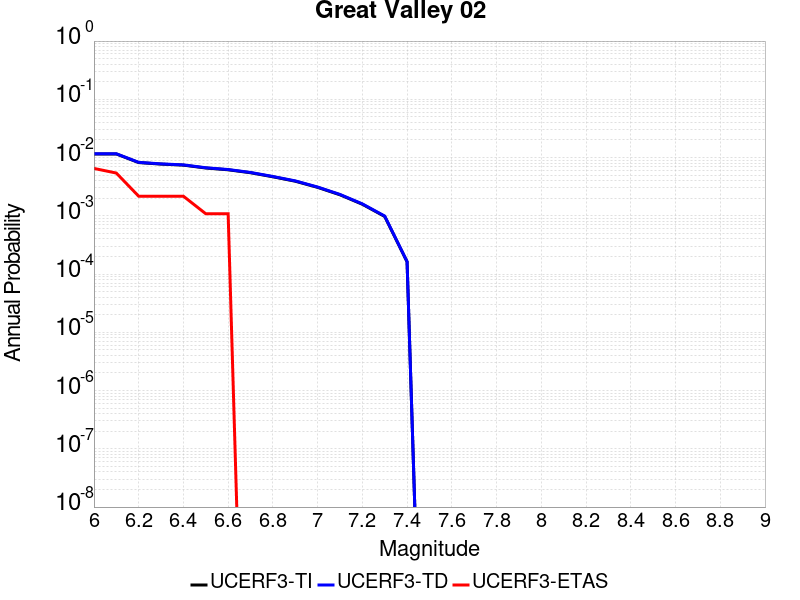 Great Valley 02
10 0
10 -1
10 -2
10 -3
10 -4
10 -5
10 -6
10 -7
10 -8
Annual Probability
6 6.2 6.4 6.6 6.8 7 7.2 7.4 7.6 7.8 8 8.2 8.4 8.6 8.8 9
Magnitude
UCERF3-TI UCERF3-TD UCERF3-ETAS